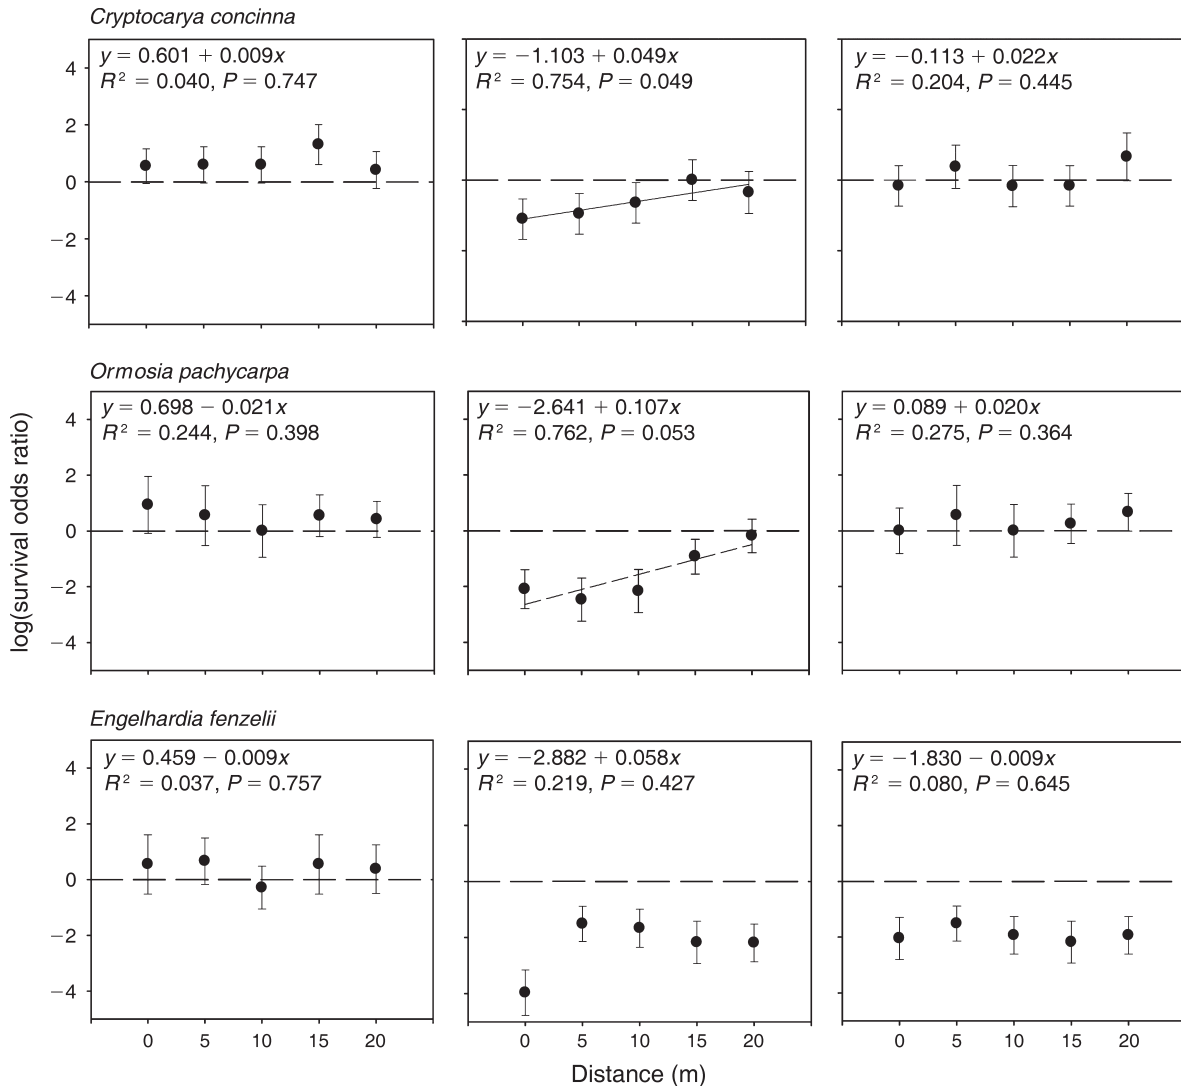 Cryptocarya concinna
y = 0.601 + 0.009x
R² = 0.040, P = 0.747
y = −1.103 + 0.049x
R² = 0.754, P = 0.049
y = −0.113 + 0.022x
R² = 0.204, P = 0.445
4
2
0
−2
−4
Ormosia pachycarpa
y = 0.698 − 0.021x
R² = 0.244, P = 0.398
y = −2.641 + 0.107x
R² = 0.762, P = 0.053
y = 0.089 + 0.020x
R² = 0.275, P = 0.364
4
2
0
−2
−4
log(survival odds ratio)
Engelhardia fenzelii
y = 0.459 − 0.009x
R² = 0.037, P = 0.757
y = −2.882 + 0.058x
R² = 0.219, P = 0.427
y = −1.830 − 0.009x
R² = 0.080, P = 0.645
4
2
0
−2
−4
0 5 10 15 20
0 5 10 15 20
0 5 10 15 20
Distance (m)